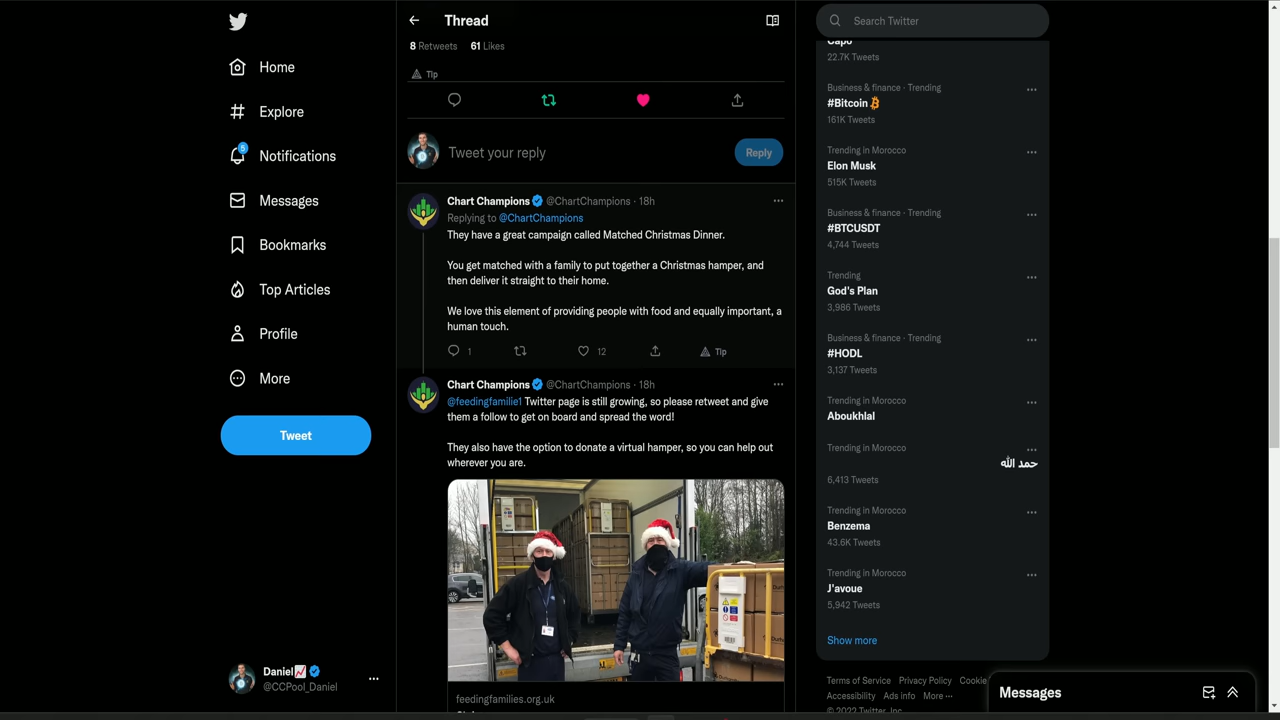 Home
Explore
5
Notifications
Messages
Bookmarks
Top Articles
Profile
More
Tweet
Daniel
@CCPool_Daniel
Thread
8 Retweets 61 Likes
Tip
Tweet your reply
Reply
Chart Champions @ChartChampions · 18h
Replying to @ChartChampions
They have a great campaign called Matched Christmas Dinner.
You get matched with a family to put together a Christmas hamper, and
then deliver it straight to their home.
We love this element of providing people with food and equally important, a
human touch.
1 12 Tip
Chart Champions @ChartChampions · 18h
@feedingfamilie1 Twitter page is still growing, so please retweet and give
them a follow to get on board and spread the word!
They also have the option to donate a virtual hamper, so you can help out
wherever you are.
feedingfamilies.org.uk
Search Twitter
Capo
22.7K Tweets
Business & finance · Trending
#Bitcoin
161K Tweets
Trending in Morocco
Elon Musk
515K Tweets
Business & finance · Trending
#BTCUSDT
4,744 Tweets
Trending
God's Plan
3,986 Tweets
Business & finance · Trending
#HODL
3,137 Tweets
Trending in Morocco
Aboukhlal
Trending in Morocco
حمد الله
6,413 Tweets
Trending in Morocco
Benzema
43.6K Tweets
Trending in Morocco
J'avoue
5,942 Tweets
Show more
Terms of Service Privacy Policy Cookie
Accessibility Ads info More ···
© 2022 Twitter, Inc.
Messages